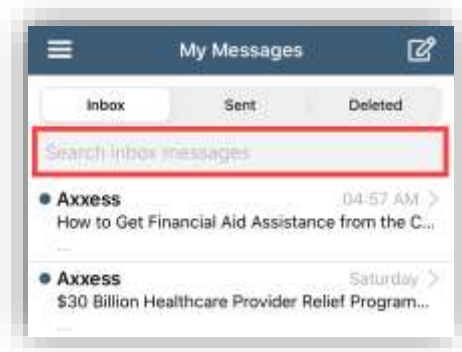 My Messages
Inbox Sent Deleted
Search inbox messages
Axxess 04:57 AM
How to Get Financial Aid Assistance from the C...
...
Axxess Saturday
$30 Billion Healthcare Provider Relief Program...
...